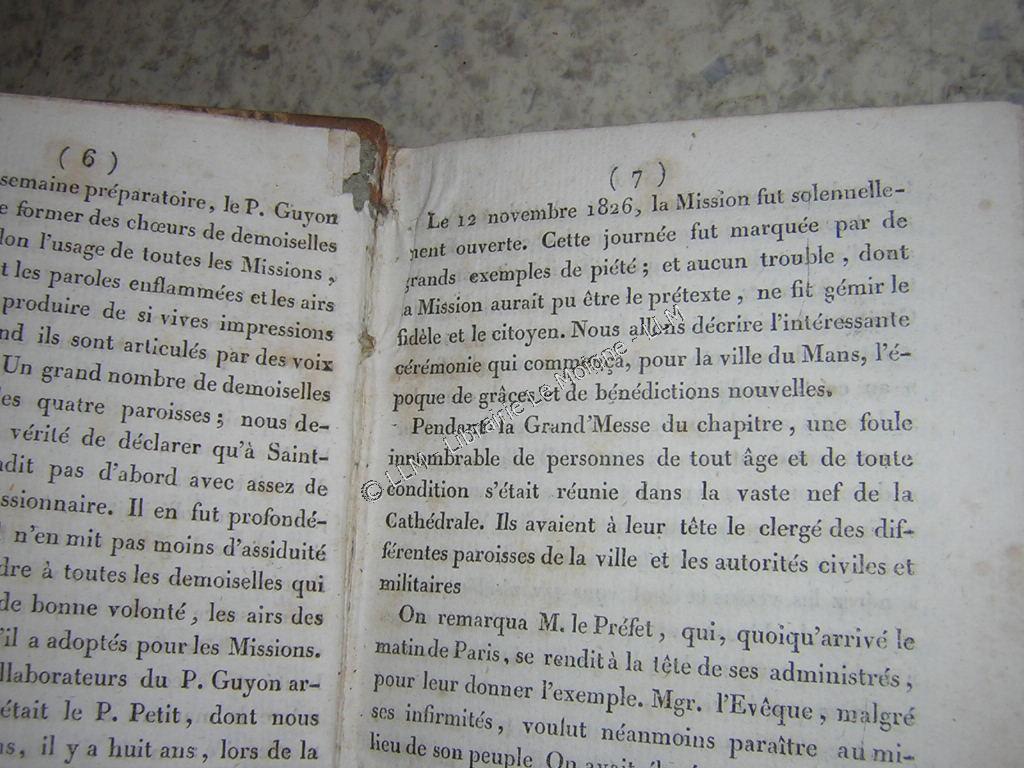 ( 6 )
semaine préparatoire, le P. Guyon
former des chœurs de demoiselles
l'usage de toutes les Missions,
les paroles enflammées et les airs
produire de si vives impressions
ils sont articulés par des voix
Un grand nombre de demoiselles
quatre paroisses; nous de-
vérité de déclarer qu'à Saint-
pas d'abord avec assez de
Il en fut profondé-
n'en mit pas moins d'assiduité
à toutes les demoiselles qui
de bonne volonté, les airs des
a adoptés pour les Missions.
du P. Guyon ar-
était le P. Petit, dont nous
il y a huit ans, lors de la
( 7 )
Le 12 novembre 1826, la Mission fut solennelle-
ment ouverte. Cette journée fut marquée par de
grands exemples de piété; et aucun trouble, dont
la Mission aurait pu être le prétexte, ne fit gémir le
fidèle et le citoyen. Nous allons décrire l'intéressante
cérémonie qui commença, pour la ville du Mans, l'é-
poque de grâces et de bénédictions nouvelles.
Pendant la Grand'Messe du chapitre, une foule
innombrable de personnes de tout âge et de toute
condition s'était réunie dans la vaste nef de la
Cathédrale. Ils avaient à leur tête le clergé des dif-
férentes paroisses de la ville et les autorités civiles et
militaires
On remarqua M. le Préfet, qui, quoiqu'arrivé le
matin de Paris, se rendit à la tête de ses administrés,
pour leur donner l'exemple. Mgr. l'Evêque, malgré
ses infirmités, voulut néanmoins paraître au mi-
lieu de son peuple On avait
© LLM - Librairie Le Moigne - LLM